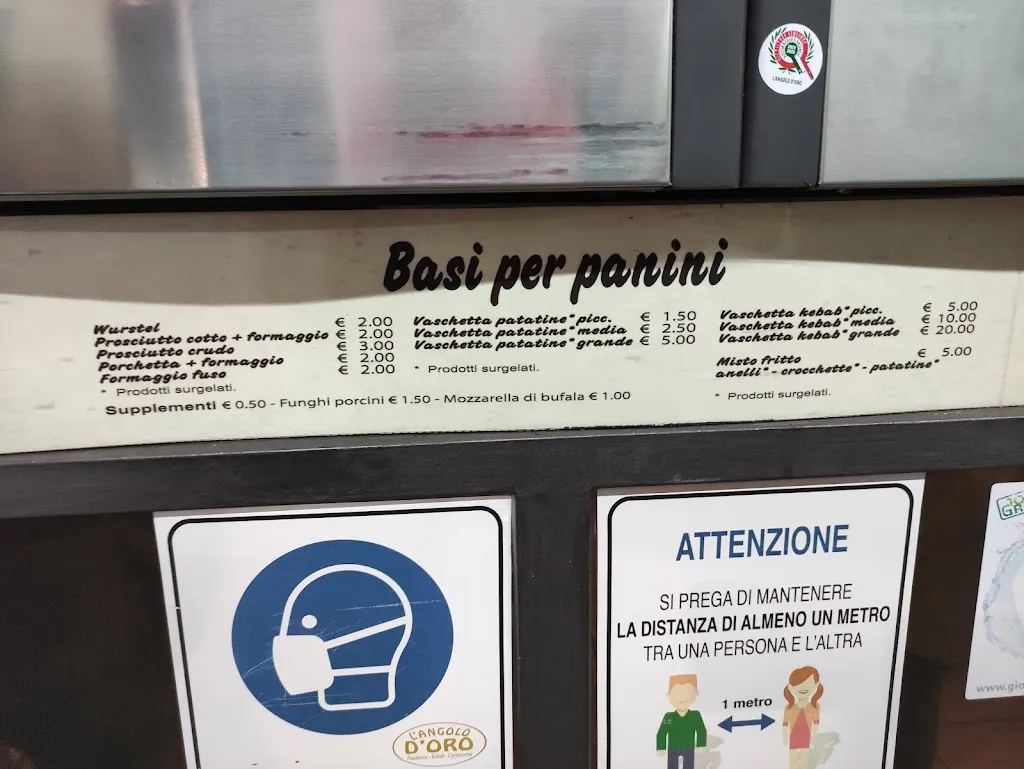 L'ANGOLO D'ORO
Basi per panini
Wurstel € 2.00
Prosciutto cotto + formaggio € 2.00
Prosciutto crudo € 3.00
Porchetta + formaggio € 2.00
Formaggio fuso € 2.00
* Prodotti surgelati.
Vaschetta patatine* picc. € 1.50
Vaschetta patatine* media € 2.50
Vaschetta patatine* grande € 5.00
* Prodotti surgelati.
Vaschetta kebab* picc. € 5.00
Vaschetta kebab* media € 10.00
Vaschetta kebab* grande € 20.00
Misto fritto € 5.00
anelli* - crocchette* - patatine*
* Prodotti surgelati.
Supplementi € 0.50 - Funghi porcini € 1.50 - Mozzarella di bufala € 1.00
L'ANGOLO
D'ORO
ATTENZIONE
SI PREGA DI MANTENERE
LA DISTANZA DI ALMENO UN METRO
TRA UNA PERSONA E L'ALTRA
1 metro
www.gio